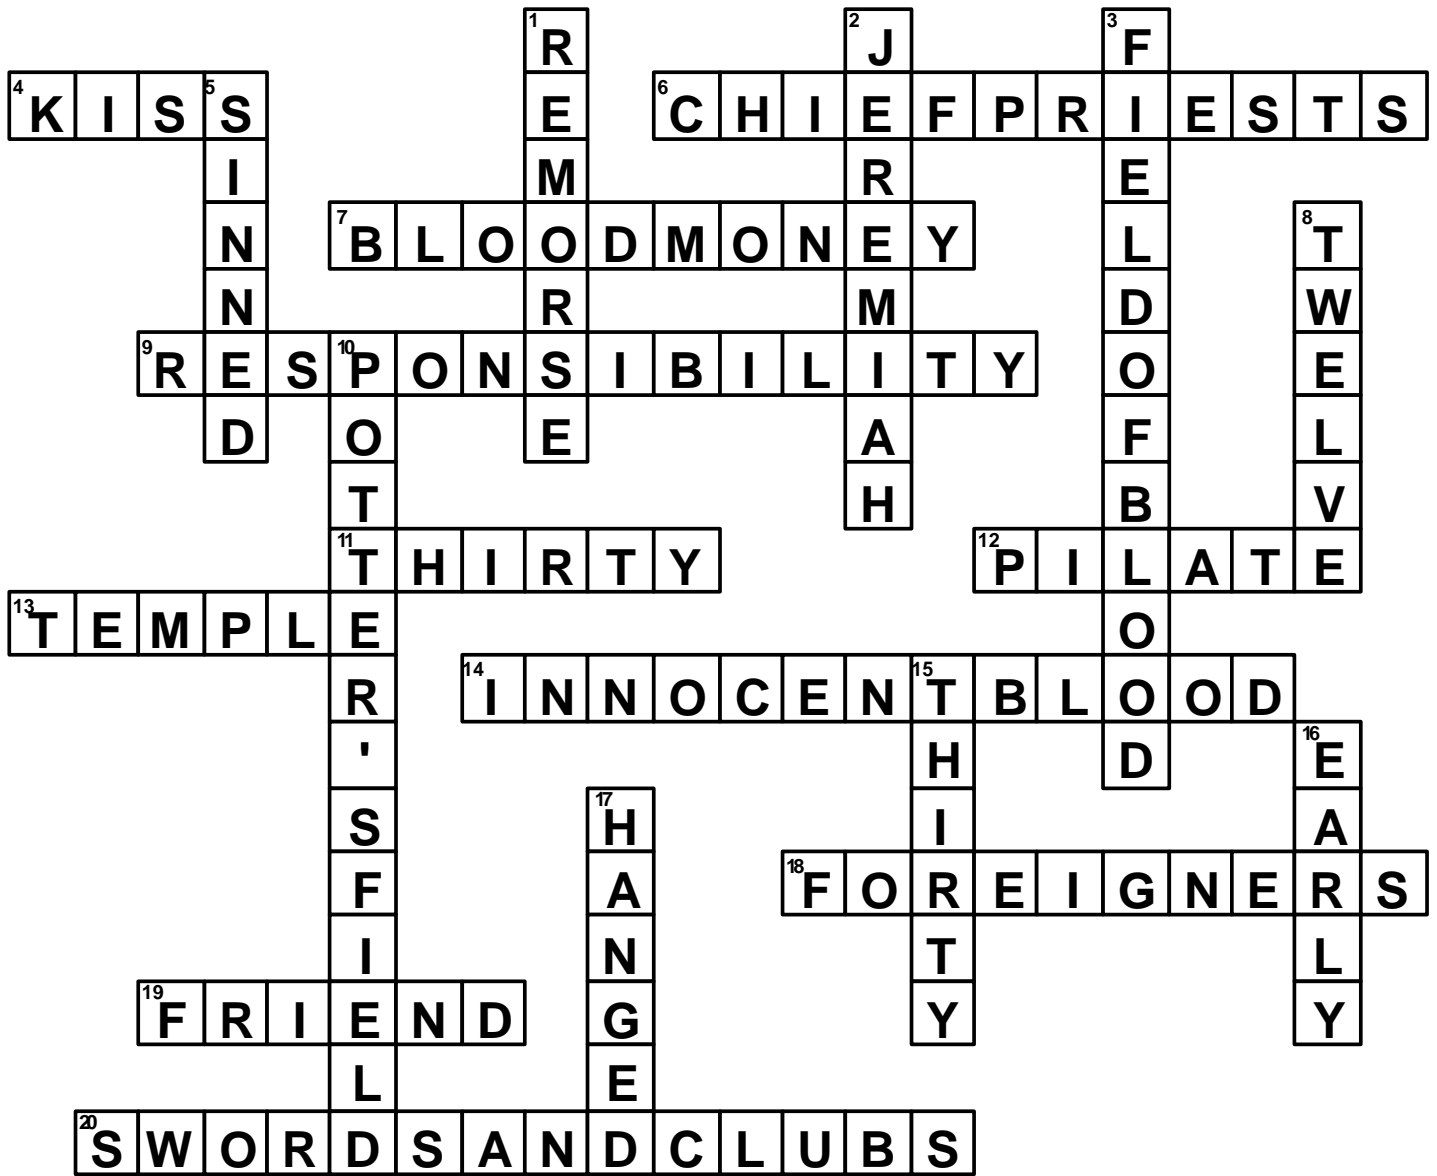 1 REMORSE
2 JEREMIAH
3 FIELDOFBLOOD
4 KISS
5 SINNED
6 CHIEFPRIESTS
7 BLOODMONEY
8 TWELVE
9 RESPONSIBILITY
10 POTTER'SFIELD
11 THIRTY
12 PILATE
13 TEMPLE
14 INNOCENTBLOOD
15 THIRTY
16 EARLY
17 HANGED
18 FOREIGNERS
19 FRIEND
20 SWORDSANDCLUBS